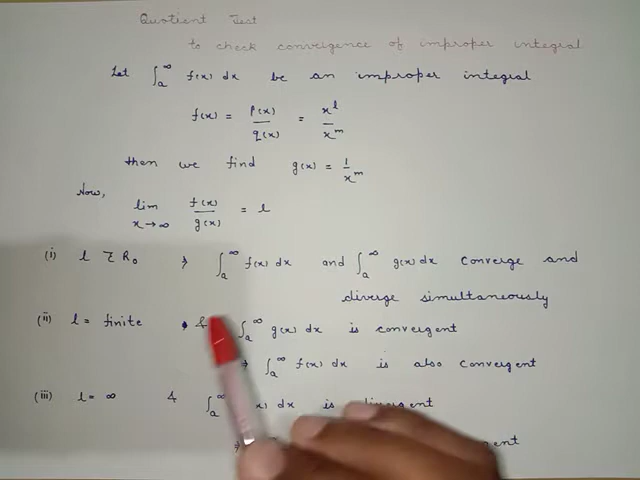 Quotient Test
to check convergence of improper integral
Let ∫ₐ^∞ f(x) dx be an improper integral
f(x) = p(x)/q(x) = x^l/x^m
then we find g(x) = 1/x^m
Now,
lim x→∞ f(x)/g(x) = l
(i) l R₀ ⇒ ∫ₐ^∞ f(x) dx and ∫ₐ^∞ g(x) dx converge and
diverge simultaneously
(ii) l = finite & ∫ₐ^∞ g(x) dx is convergent
⇒ ∫ₐ^∞ f(x) dx is also convergent
(iii) l = ∞ & ∫ₐ^∞ x) dx is